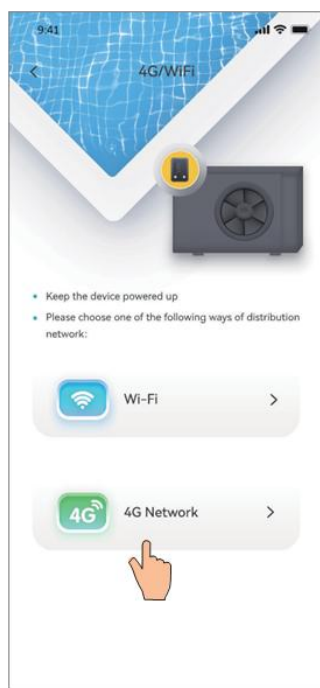 9:41
4G/WiFi
Keep the device powered up
Please choose one of the following ways of distribution
network:
Wi-Fi
4G
4G Network